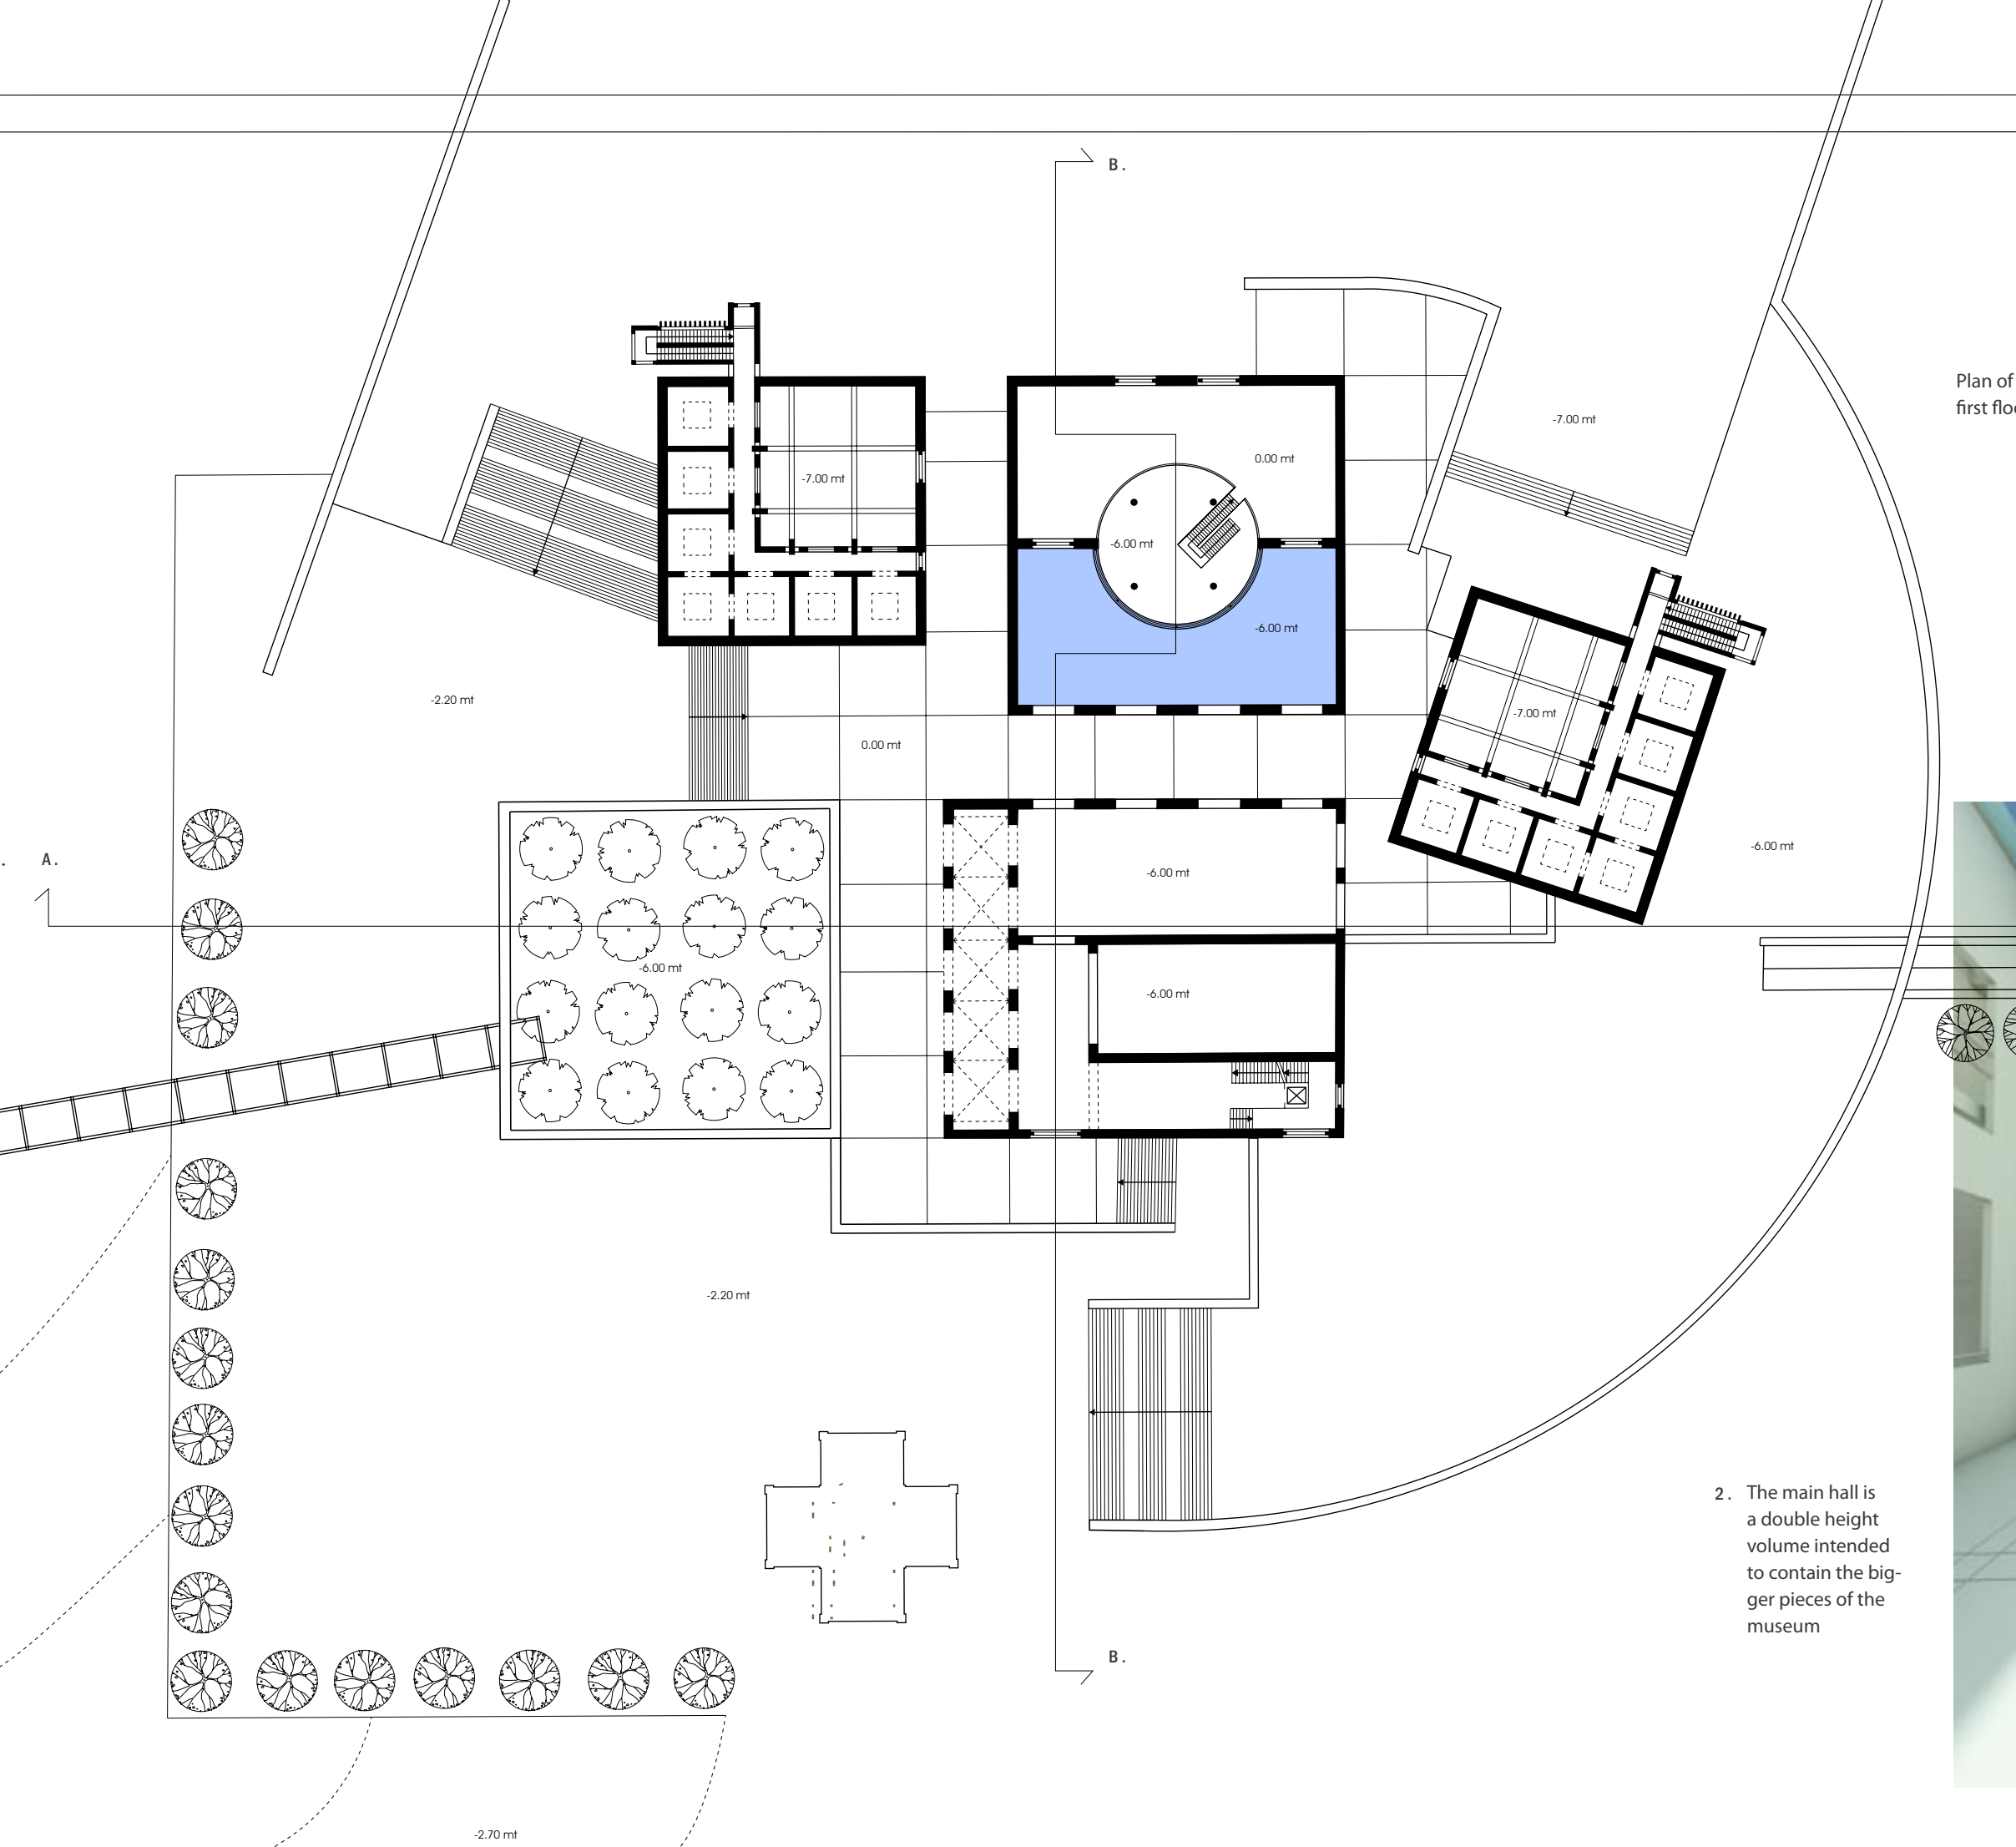 B.
Plan of
first floo
-7.00 mt
0.00 mt
-7.00 mt
-6.00 mt
-6.00 mt
-2.20 mt
-7.00 mt
0.00 mt
-6.00 mt
. A.
-6.00 mt
-6.00 mt
-6.00 mt
-2.20 mt
2. The main hall is
a double height
volume intended
to contain the big-
ger pieces of the
museum
B.
-2.70 mt